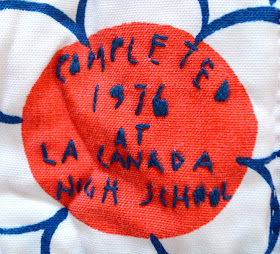 COMPLETED
1976
AT
LA CANADA
HIGH SCHOOL